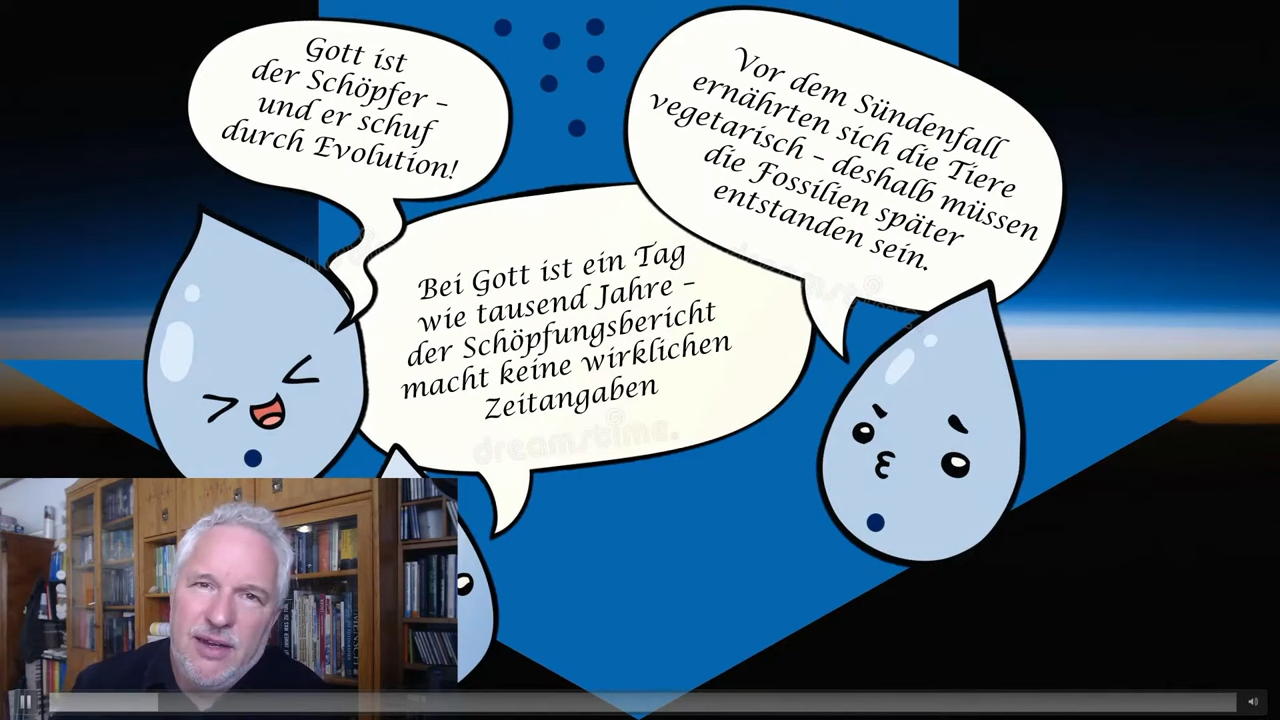 Gott ist
der Schöpfer –
und er schuf
durch Evolution!
Vor dem Sündenfall
ernährten sich die Tiere
vegetarisch – deshalb müssen
die Fossilien später
entstanden sein.
Bei Gott ist ein Tag
wie tausend Jahre –
der Schöpfungsbericht
macht keine wirklichen
Zeitangaben
dreamstime.